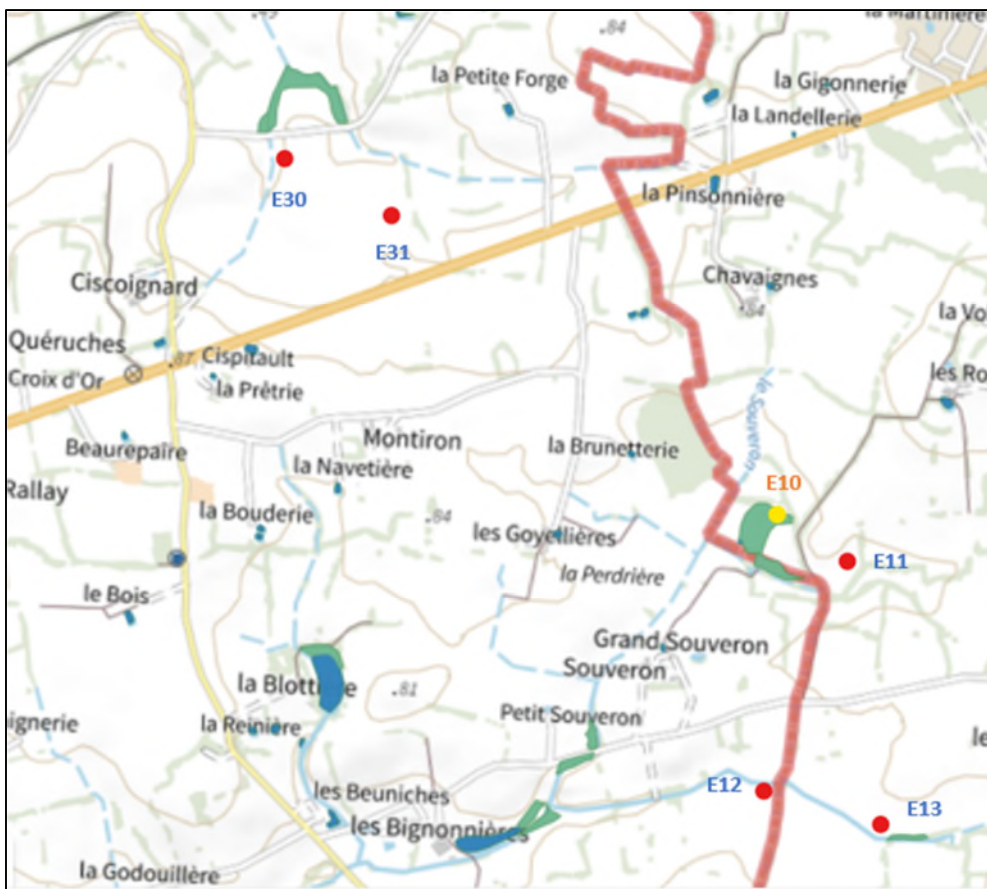 84
la Martinière
la Petite Forge
la Gigonnerie
la Landellerie
E30
la Pinsonnière
E31
Chavaignes
Ciscoignard
84
la Vo
Quéruches
87
Cispitault
les Ro
Croix d'Or
la Prêtrie
le Souveron
Montiron
Beaurepaire
la Brunetterie
la Navetière
E10
Rallay
la Bouderie
84
les Goyellières
E11
la Perdrière
le Bois
Grand Souveron
Souveron
la Blottière
81
Petit Souveron
ignerie
la Reinière
le
E12
les Beuniches
E13
les Bignonnières
la Godouillère